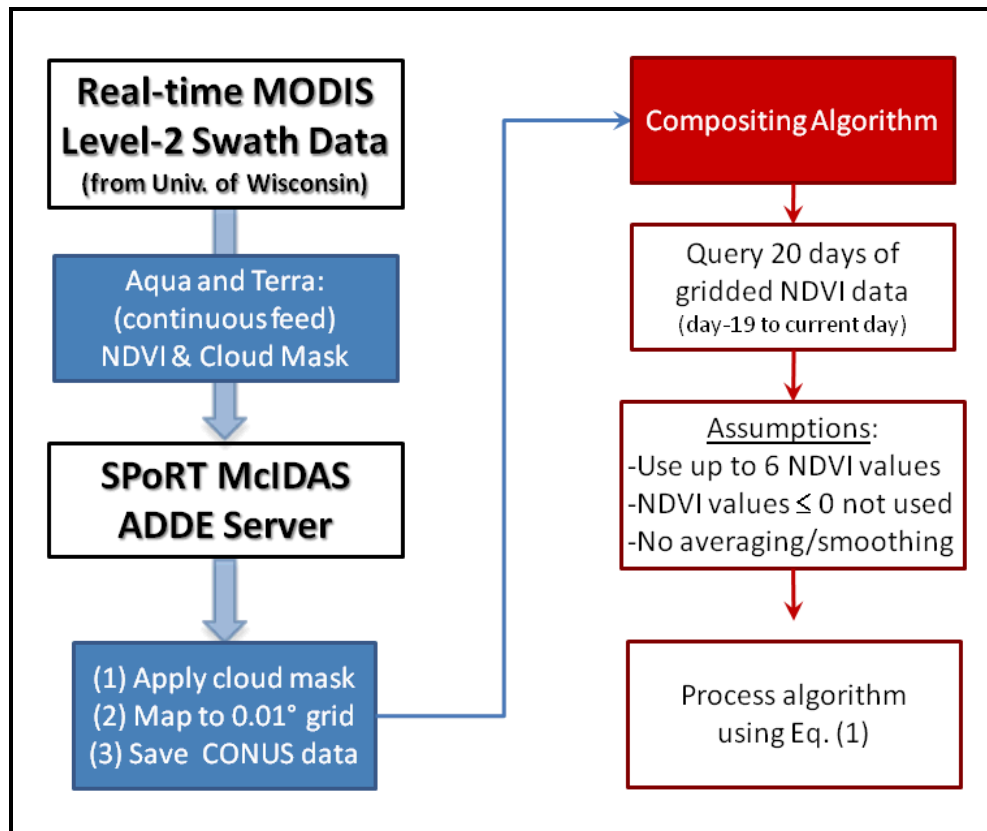 Real-time MODIS
Level-2 Swath Data
(from Univ. of Wisconsin)
Aqua and Terra:
(continuous feed)
NDVI & Cloud Mask
SPoRT McIDAS
ADDE Server
(1) Apply cloud mask
(2) Map to 0.01° grid
(3) Save CONUS data
Compositing Algorithm
Query 20 days of
gridded NDVI data
(day-19 to current day)
Assumptions:
-Use up to 6 NDVI values
-NDVI values ≤ 0 not used
-No averaging/smoothing
Process algorithm
using Eq. (1)